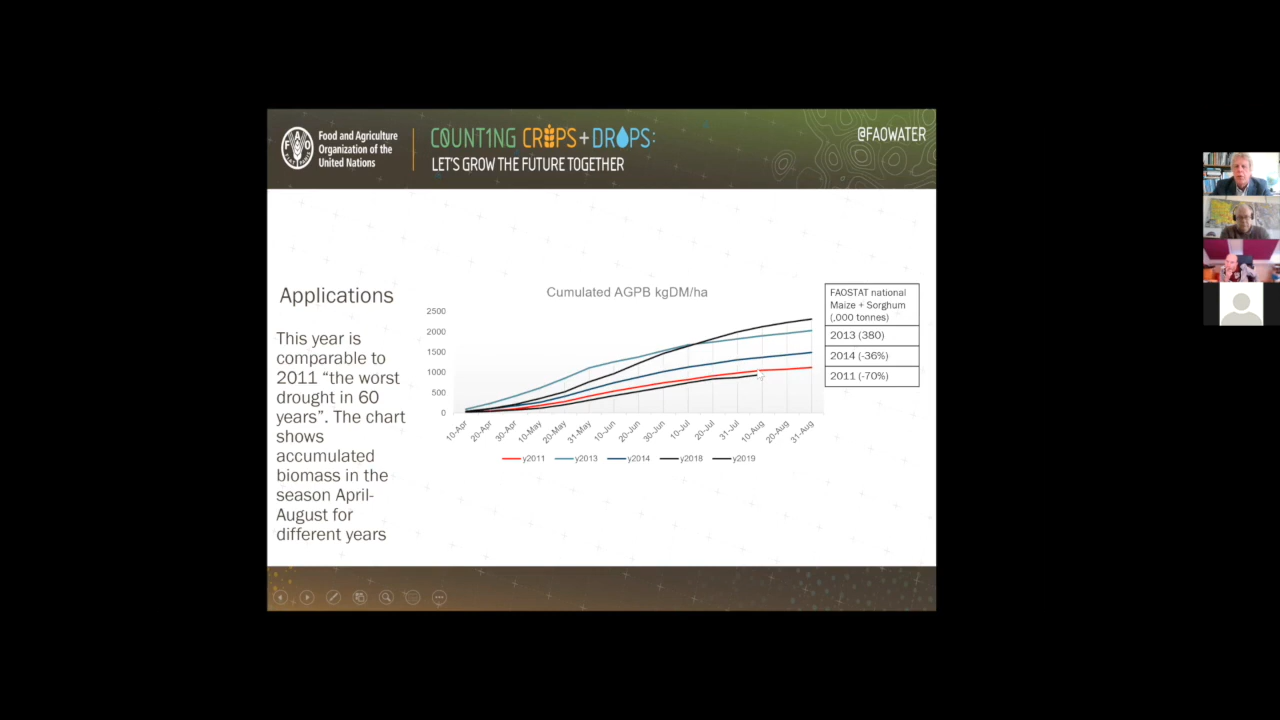 Food and Agriculture
Organization of the
United Nations
COUNT1NG CROPS+DROPS:
LET'S GROW THE FUTURE TOGETHER
@FAOWATER
Applications
This year is
comparable to
2011 “the worst
drought in 60
years”. The chart
shows
accumulated
biomass in the
season April-
August for
different years
Cumulated AGPB kgDM/ha
2500
2000
1500
1000
500
0
10-Apr
20-Apr
30-Apr
10-May
20-May
31-May
10-Jun
20-Jun
30-Jun
10-Jul
20-Jul
31-Jul
10-Aug
20-Aug
31-Aug
y2011 y2013 y2014 y2018 y2019
FAOSTAT national
Maize + Sorghum
(,000 tonnes)
2013 (380)
2014 (-36%)
2011 (-70%)